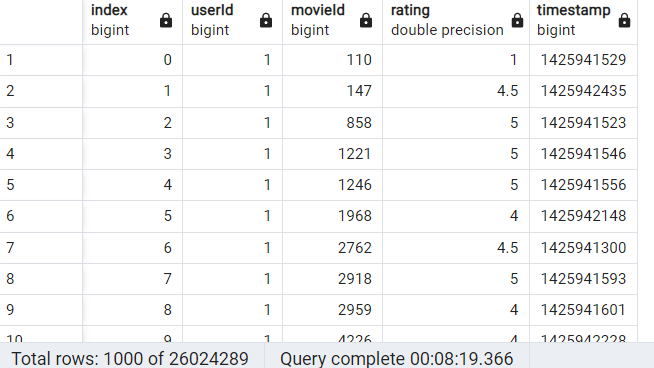 index userId movieId rating timestamp
bigint bigint bigint double precision bigint
1 0 1 110 1 1425941529
2 1 1 147 4.5 1425942435
3 2 1 858 5 1425941523
4 3 1 1221 5 1425941546
5 4 1 1246 5 1425941556
6 5 1 1968 4 1425942148
7 6 1 2762 4.5 1425941300
8 7 1 2918 5 1425941593
9 8 1 2959 4 1425941601
10 9 1 4226 4 1425942228
Total rows: 1000 of 26024289 Query complete 00:08:19.366